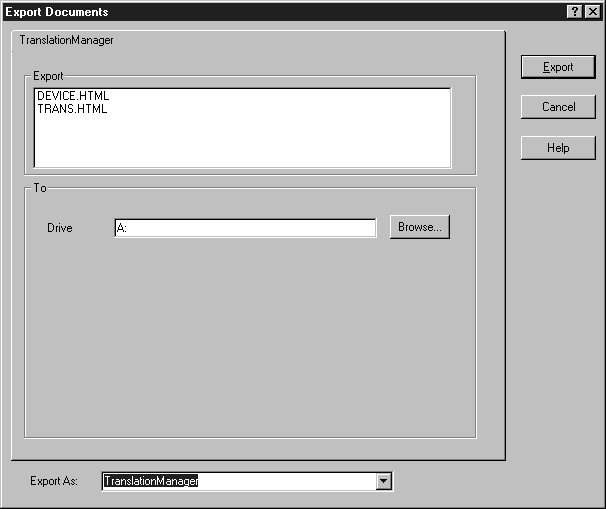 Export Documents
TranslationManager
Export
DEVICE.HTML
TRANS.HTML
To
Drive A: Browse...
Export
Cancel
Help
Export As: TranslationManager